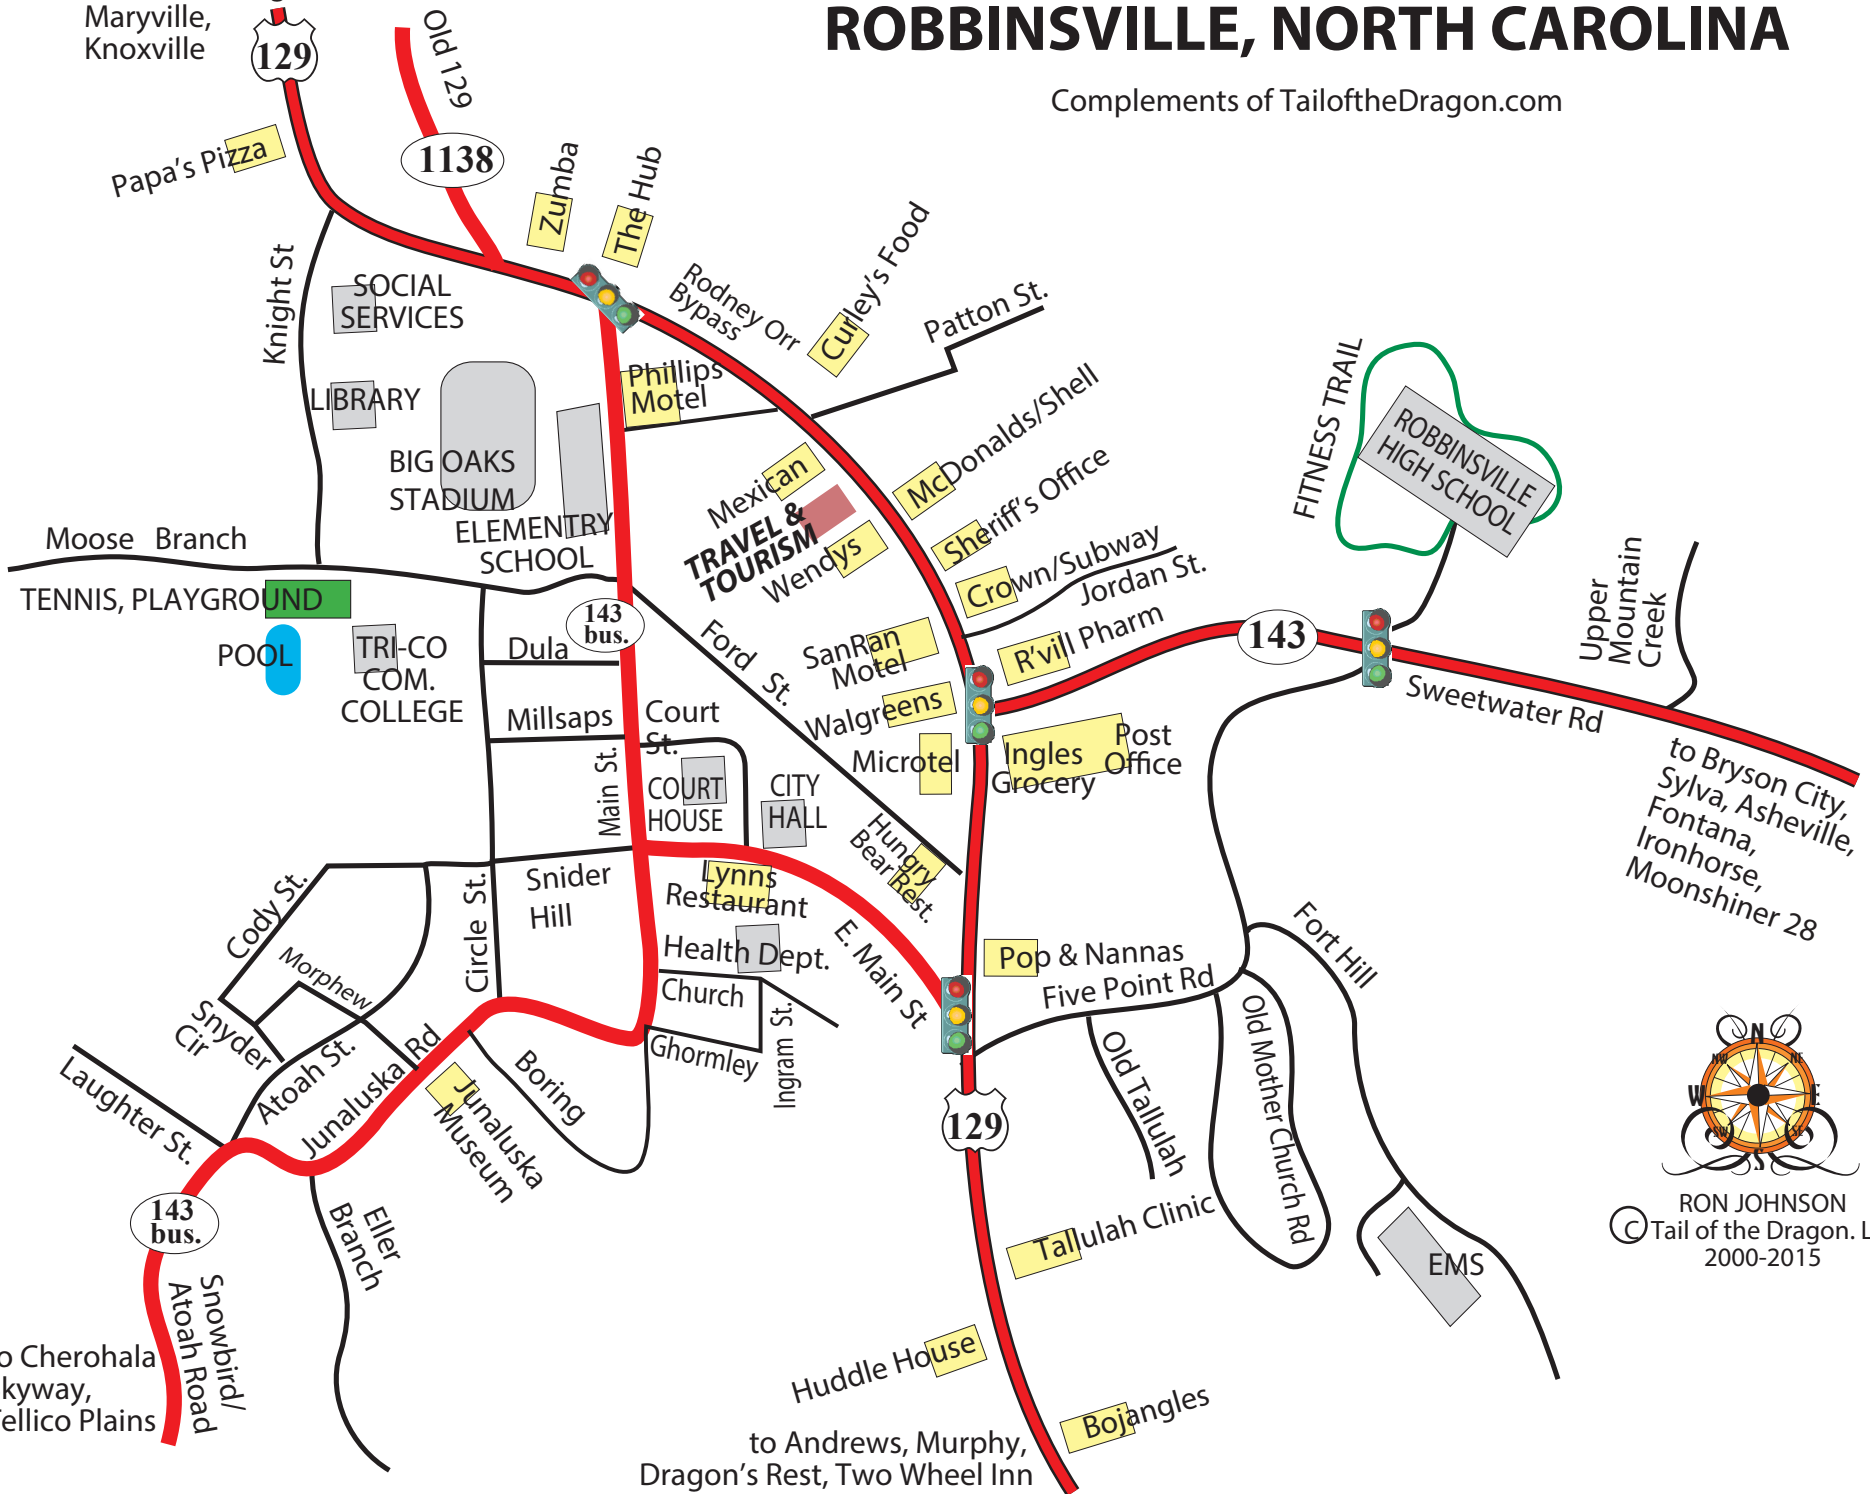 ROBBINSVILLE, NORTH CAROLINA
Complements of TailoftheDragon.com
Maryville,
Knoxville
129
Old 129
1138
Papa's Pizza
Zumba
The Hub
Knight St
SOCIAL
SERVICES
Rodney Orr
Bypass
Curley's Food
Patton St.
LIBRARY
Phillips
Motel
BIG OAKS
STADIUM
ELEMENTRY
SCHOOL
Mexican
TRAVEL &
TOURISM
Wendys
McDonalds/Shell
Sheriff's Office
Crown/Subway
Jordan St.
FITNESS TRAIL
ROBBINSVILLE
HIGH SCHOOL
Upper
Mountain
Creek
Moose Branch
TENNIS, PLAYGROUND
POOL
TRI-CO
COM.
COLLEGE
143
bus.
Dula
Ford St.
SanRan
Motel
R'vill Pharm
143
Sweetwater Rd
Millsaps
Court
St.
Walgreens
Microtel
Ingles
Grocery
Post
Office
Main St.
COURT
HOUSE
CITY
HALL
to Bryson City,
Sylva, Asheville,
Fontana,
Ironhorse,
Moonshiner 28
Hungry
Bear Rest.
Cody St.
Circle St.
Snider
Hill
Lynns
Restaurant
Health Dept.
E. Main St
Pop & Nannas
Five Point Rd
Fort Hill
Morphew
Snyder
Cir
Church
Ghormley
Ingram St.
Laughter St.
Atoah St.
Junaluska Rd
Junaluska
Museum
Boring
129
Old Tallulah
Old Mother Church Rd
N
NE
E
SE
S
SW
W
NW
143
bus.
Eller
Branch
Tallulah Clinic
EMS
RON JOHNSON
C Tail of the Dragon. L
2000-2015
Snowbird/
Atoah Road
o Cherohala
kyway,
ellico Plains
Huddle House
Bojangles
to Andrews, Murphy,
Dragon's Rest, Two Wheel Inn